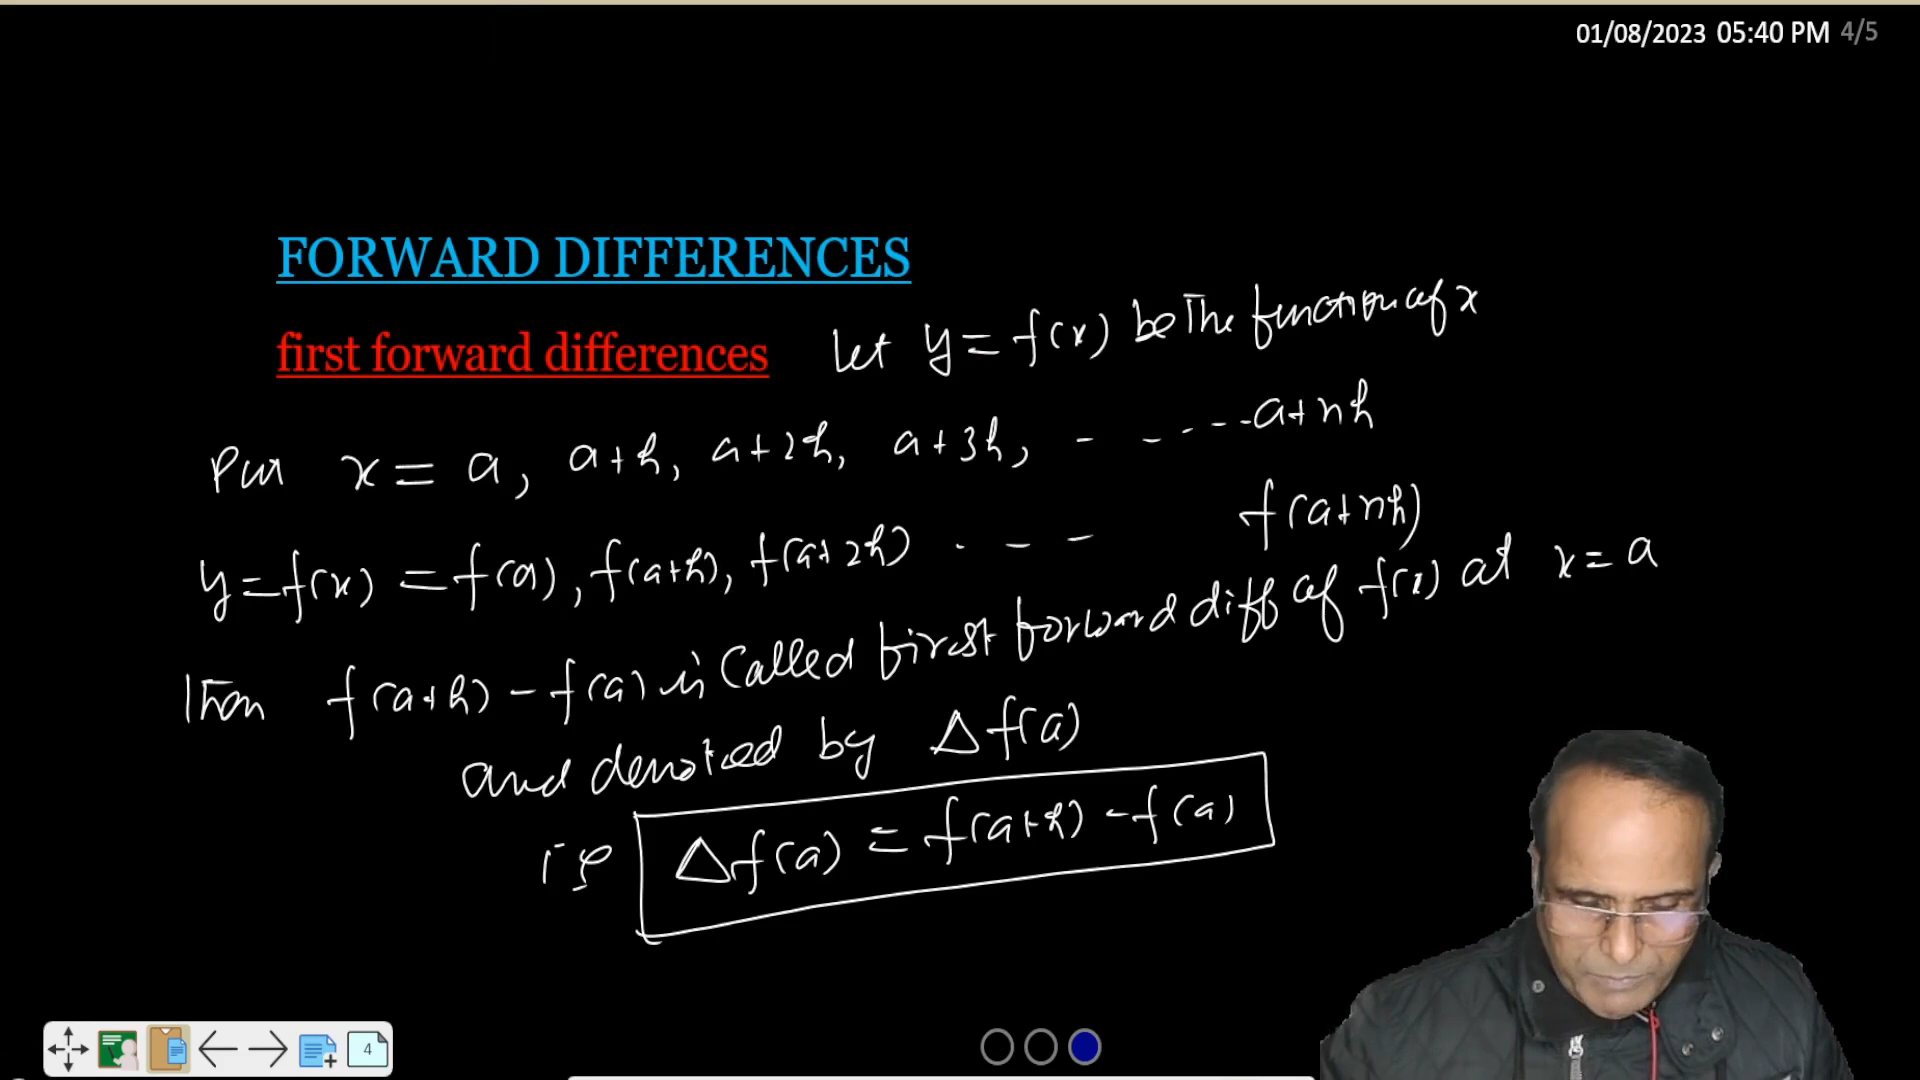 01/08/2023 05:40 PM 4/5
FORWARD DIFFERENCES
first forward differences let y = f(x) be the function of x
Put x = a, a+h, a+2h, a+3h, - - - - - - a+nh
y = f(x) = f(a), f(a+h), f(a+2h) . - - f(a+nh)
then f(a+h) - f(a) is called first forward diff of f(x) at x = a
and denoted by Δf(a)
ie Δf(a) = f(a+h) - f(a)
4